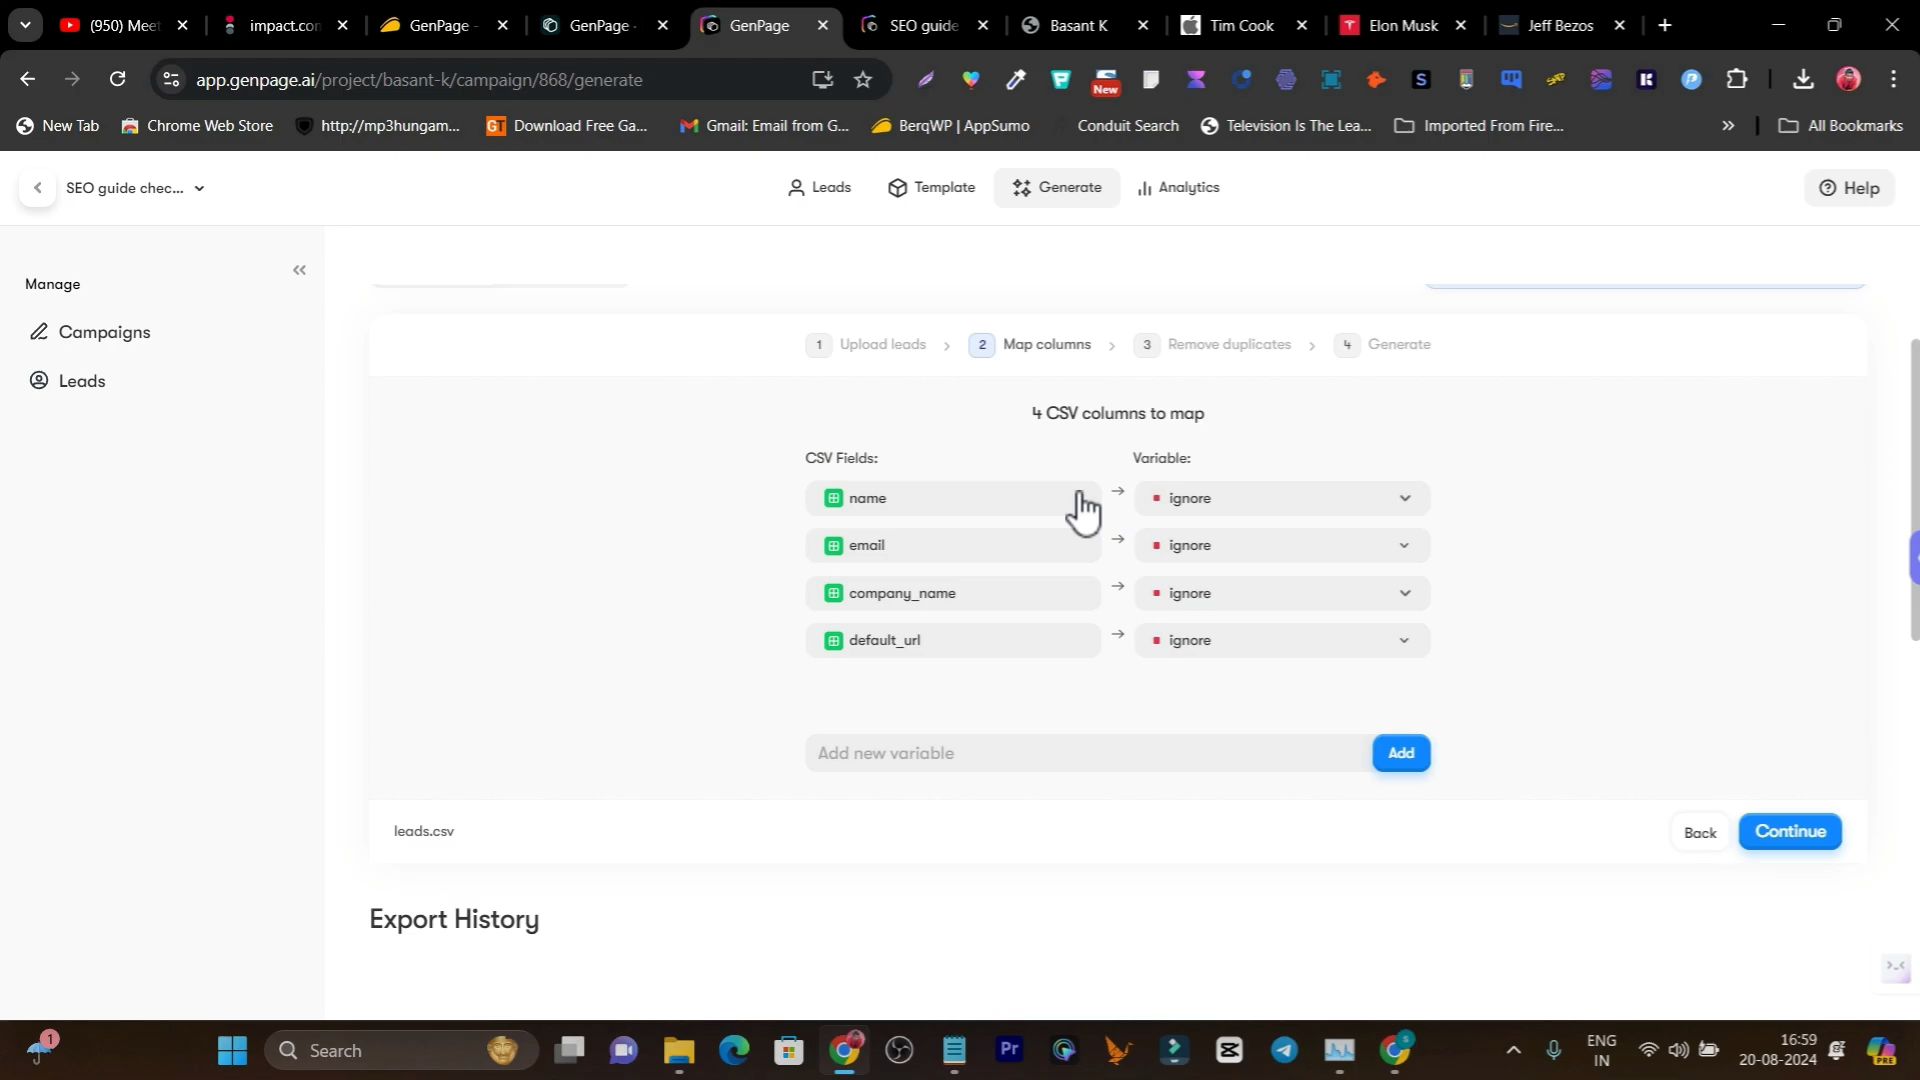 (950) Meet
impact.con
GenPage -
GenPage -
GenPage
SEO guide
Basant K
Tim Cook
Elon Musk
Jeff Bezos
app.genpage.ai/project/basant-k/campaign/868/generate
New
New Tab
Chrome Web Store
http://mp3hungam...
GT Download Free Ga...
Gmail: Email from G...
BerqWP | AppSumo
Conduit Search
Television Is The Lea...
Imported From Fire...
All Bookmarks
SEO guide chec...
Leads
Template
Generate
Analytics
Help
Manage
Campaigns
Leads
1 Upload leads
2 Map columns
3 Remove duplicates
4 Generate
4 CSV columns to map
CSV Fields:
Variable:
name → ignore
email → ignore
company_name → ignore
default_url → ignore
Add new variable
Add
leads.csv
Back
Continue
Export History
1
Search
Pr
ENG
IN
16:59
20-08-2024
PRE